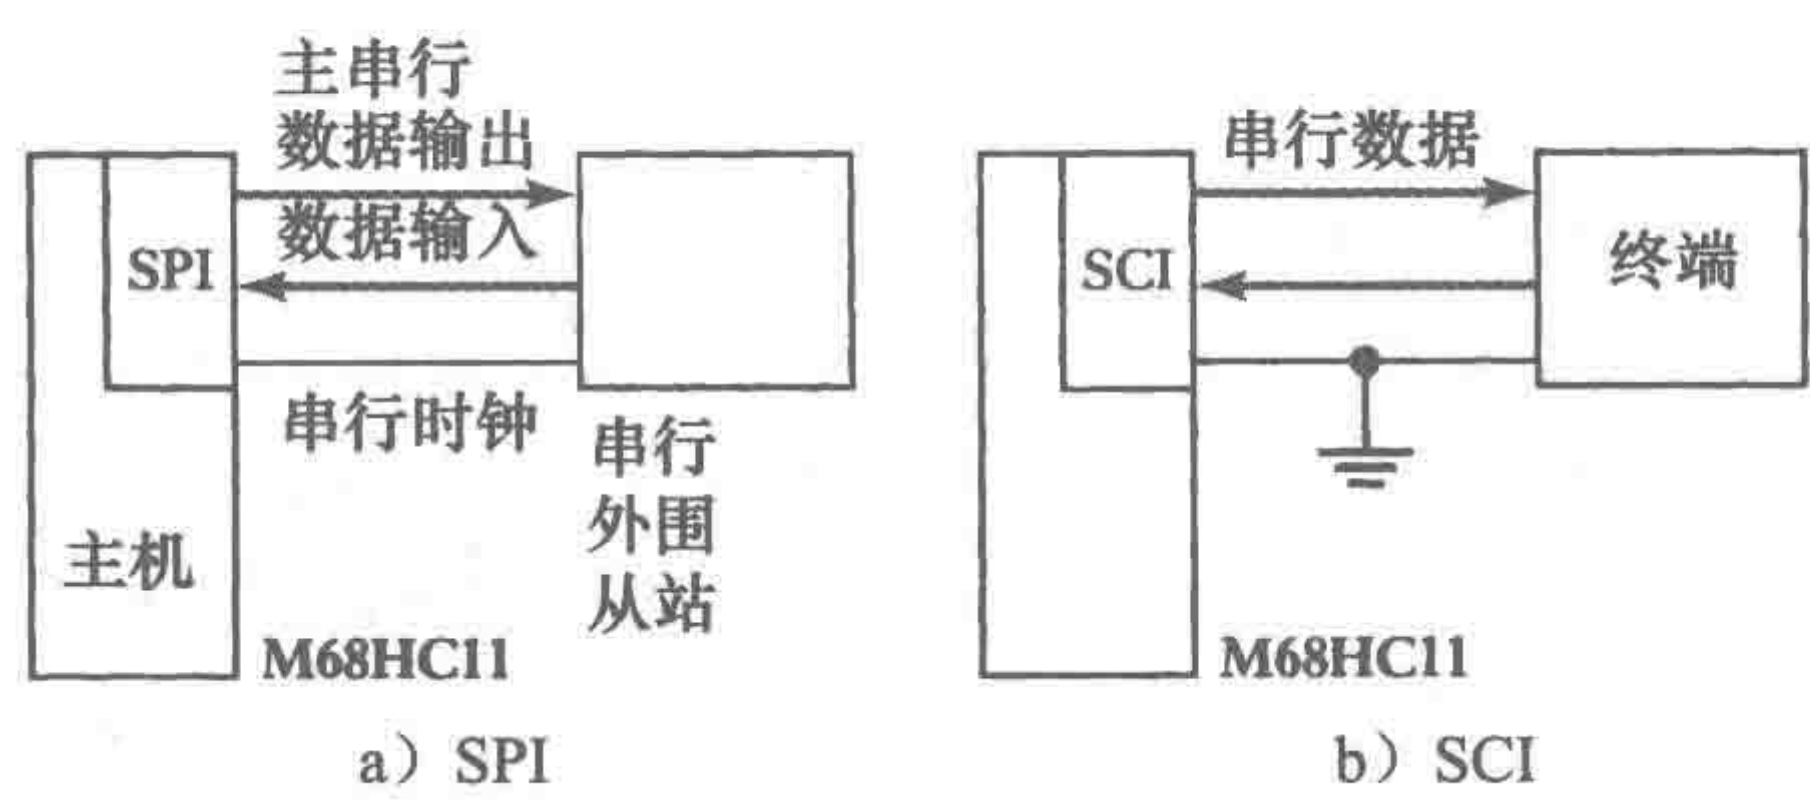 主串行
数据输出
数据输入
SPI
串行时钟
主机
串行
外围
从站
M68HC11
a）SPI
串行数据
SCI
终端
M68HC11
b）SCI